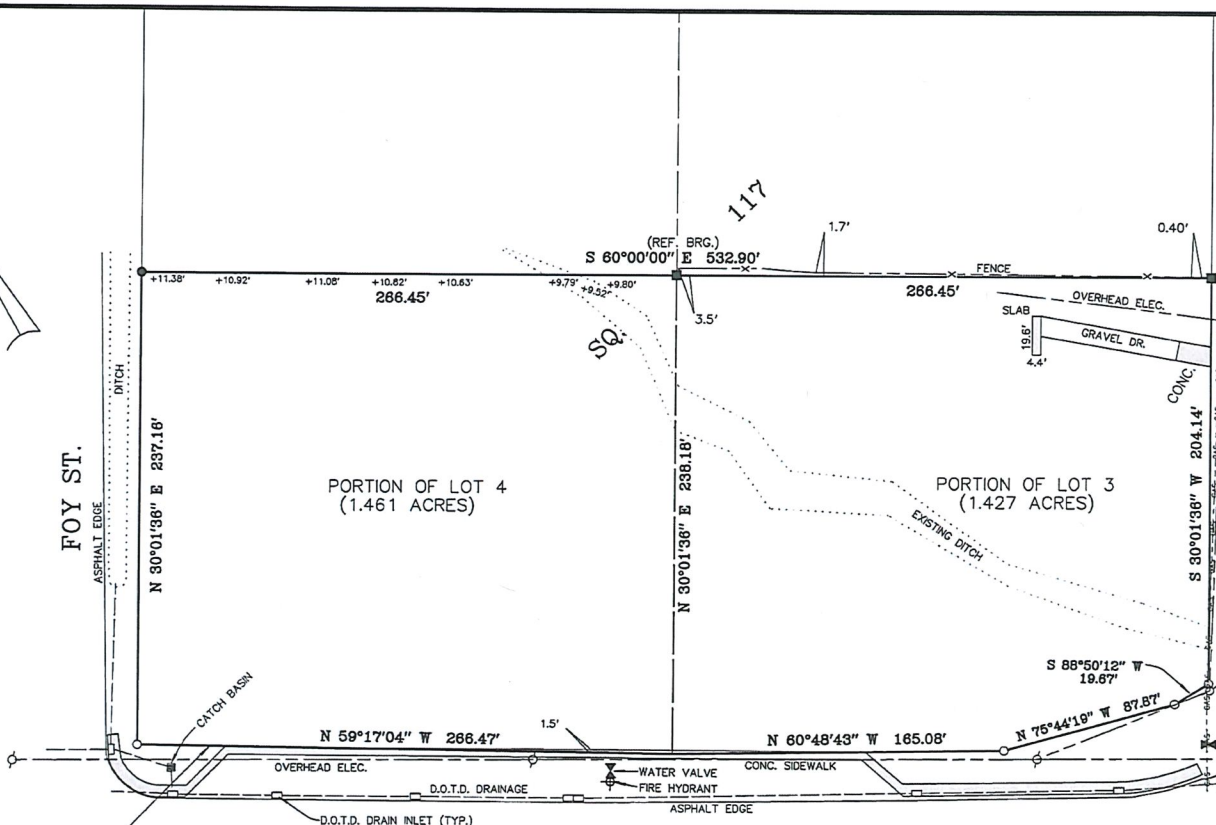 117
(REF. BRG.)
S 60°00'00" E 532.90'
1.7'
0.40'
FENCE
+11.38'
+10.92'
+11.08'
+10.82'
+10.63'
+9.79'
+9.52'
+9.80'
266.45'
266.45'
OVERHEAD ELEC.
SLAB
19.6'
GRAVEL DR.
4.4'
CONC.
3.5'
SQ.
DITCH
FOY ST.
ASPHALT EDGE
N 30°01'36" E 237.16'
PORTION OF LOT 4
(1.461 ACRES)
N 30°01'36" E 238.18'
PORTION OF LOT 3
(1.427 ACRES)
EXISTING DITCH
S 30°01'36" W 204.14'
S 88°50'12" W
19.67'
N 75°44'19" W 87.87'
CATCH BASIN
N 59°17'04" W 266.47'
1.5'
N 60°48'43" W 165.08'
OVERHEAD ELEC.
WATER VALVE
FIRE HYDRANT
CONC. SIDEWALK
D.O.T.D. DRAINAGE
ASPHALT EDGE
D.O.T.D. DRAIN INLET (TYP.)